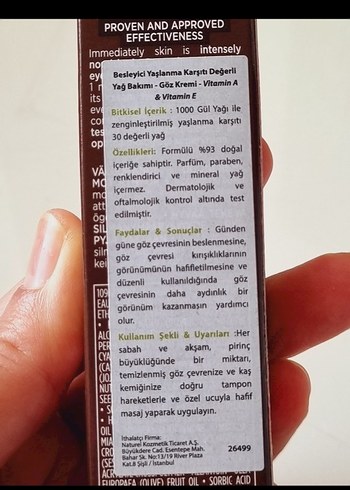 PROVEN AND APPROVED
EFFECTIVENESS
Immediately skin is intensely
Besleyici Yaşlanma Karşıtı Değerli
Yağ Bakımı - Göz Kremi - Vitamin A
& Vitamin E
Bitkisel İçerik : 1000 Gül Yağı ile
zenginleştirilmiş yaşlanma karşıtı
30 değerli yağ
Özellikleri: Formülü %93 doğal
içeriğe sahiptir. Parfüm, paraben,
renklendirici ve mineral yağ
içermez. Dermatolojik ve
oftalmolojik kontrol altında test
edilmiştir.
Faydalar & Sonuçlar : Günden
güne göz çevresinin beslenmesine,
göz çevresi kırışıklıklarının
görünümünün hafifletilmesine ve
düzenli kullanıldığında göz
çevresinin daha aydınlık bir
görünüm kazanmasın yardımcı
olur.
Kullanım Şekli & Uyarıları :Her
sabah ve akşam, pirinç
büyüklüğünde bir miktarı,
temizlenmiş göz çevrenize ve kaş
kemiğinize doğru tampon
hareketlerle ve özel ucuyla hafif
masaj yaparak uygulayın.
İthalatçı Firma:
Naturel Kozmetik Ticaret A.Ş.
Büyükdere Cad. Esentepe Mah.
Bahar Sk. No:13/19 River Plaza
Kat.8 Şişli / İstanbul
26499
EUROPAEA (OLIVE) FRUIT OIL • SORBIC ACID